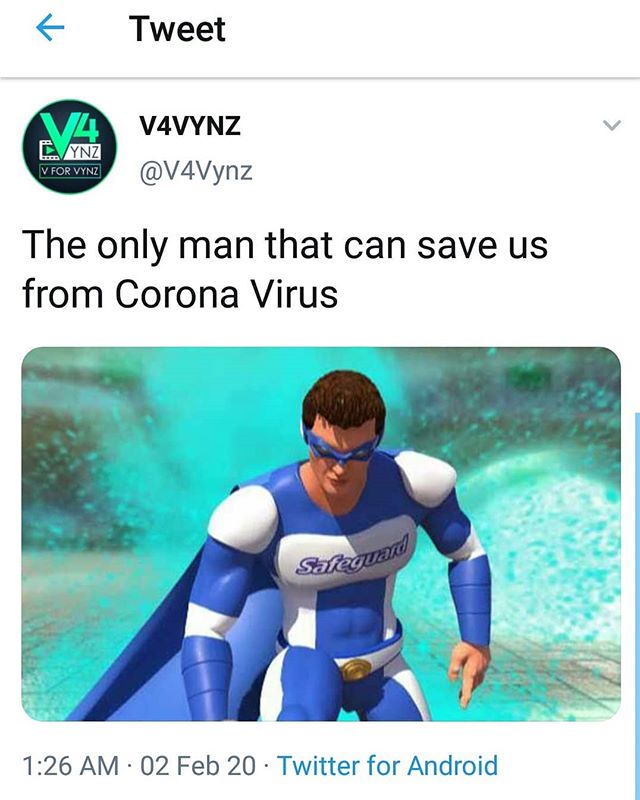 Tweet
V4
YNZ
V FOR VYNZ
V4VYNZ
@V4Vynz
The only man that can save us
from Corona Virus
Safeguard
1:26 AM · 02 Feb 20 · Twitter for Android